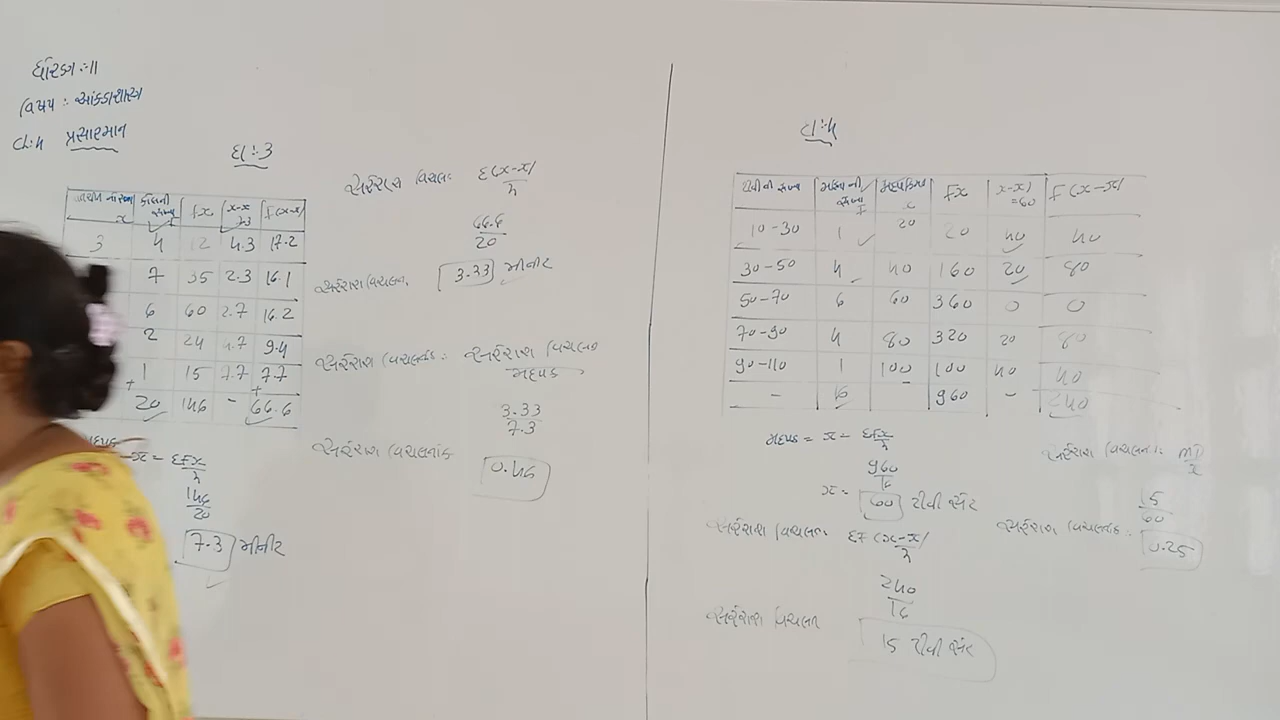 ધોરણ :- 11
વિષય : આંકડાશાસ્ત્ર
Ch:4 પ્રસારમાન
દા :- 3
x | f | fx | x-x̄ 7.3 | f(x-x̄)
3 | 4 | 12 | 4.3 | 17.2
7 | 35 | 2.3 | 16.1
6 | 60 | 2.7 | 16.2
2 | 24 | 4.7 | 9.4
1 | 15 | 7.7 | 7.7
20 | 146 | - | 66.6
x̄ = Σfx/n
146/20
7.3 મીનીટ
સરેરાશ વિચલન Σ(x-x̄)/n
66.6/20
સરેરાશ વિચલન. 3.33 મીનીટ
સરેરાશ વિચલનાંક : સરેરાશ વિચલન/મધ્યક
3.33/7.3
સરેરાશ વિચલનાંક 0.46
દા :- 4
ટીવીની સંખ્યા | f | મધ્યકિંમત x | fx | x-x̄ =60 | f(x-x̄)
10-30 | 1 | 20 | 20 | 40 | 40
30-50 | 4 | 40 | 160 | 20 | 80
50-70 | 6 | 60 | 360 | 0 | 0
70-90 | 4 | 80 | 320 | 20 | 80
90-110 | 1 | 100 | 100 | 40 | 40
- | 16 | 960 | - | 240
મધ્યક = x̄ = Σfx/n
960/16
x̄ = 60 ટીવી સેટ
સરેરાશ વિચલન Σf(x-x̄)/n
240/16
સરેરાશ વિચલન 15 ટીવી સેટ
સરેરાશ વિચલનાંક : MD/x̄
15/60
સરેરાશ વિચલનાંક : 0.25